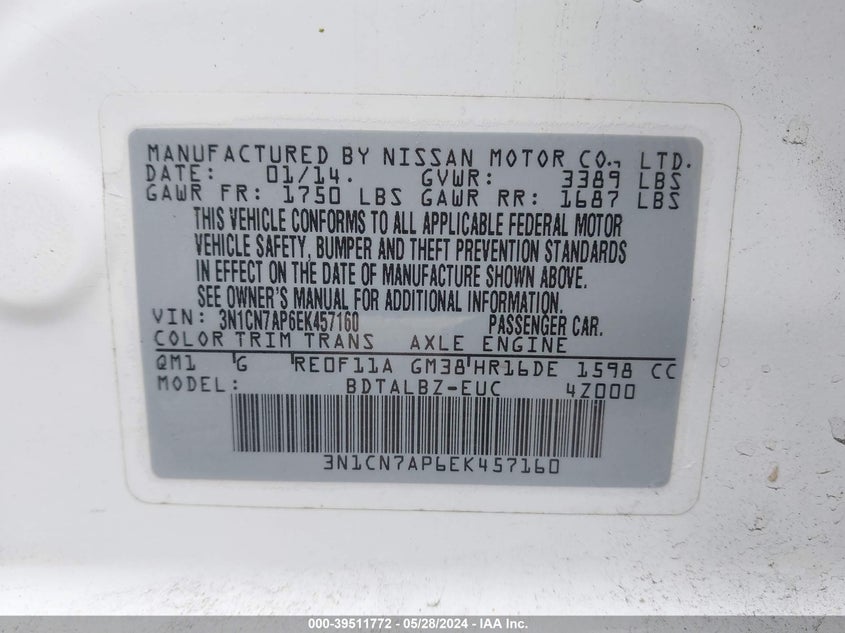 MANUFACTURED BY NISSAN MOTOR CO., LTD.
DATE: 01/14. GVWR: 3389 LBS
GAWR FR: 1750 LBS GAWR RR: 1687 LBS
THIS VEHICLE CONFORMS TO ALL APPLICABLE FEDERAL MOTOR
VEHICLE SAFETY, BUMPER AND THEFT PREVENTION STANDARDS
IN EFFECT ON THE DATE OF MANUFACTURE SHOWN ABOVE.
SEE OWNER'S MANUAL FOR ADDITIONAL INFORMATION.
VIN: 3N1CN7AP6EK457160 PASSENGER CAR.
COLOR TRIM TRANS AXLE ENGINE
QM1 G RE0F11A GM38 HR16DE 1598 CC
MODEL: BDTALBZ-EUC 4Z000
3N1CN7AP6EK457160
000-39511772 | 05/28/2024 | IAA Inc.